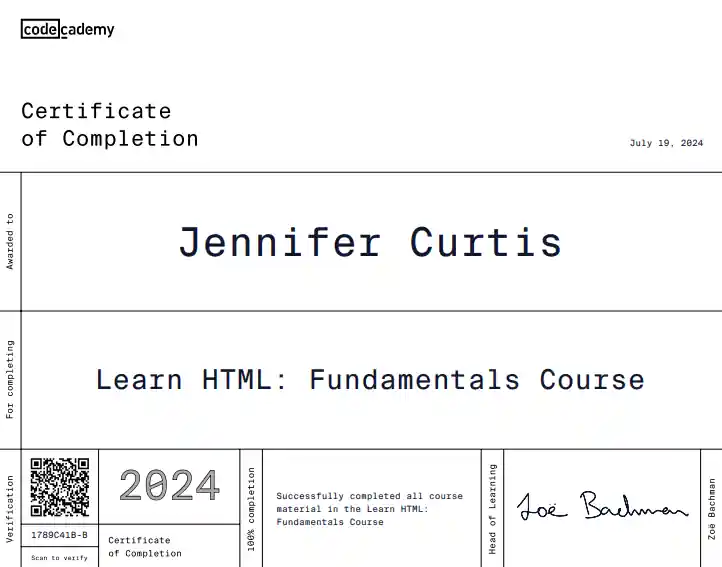 codecademy
Certificate
of Completion
July 19, 2024
Awarded to
Jennifer Curtis
For completing
Learn HTML: Fundamentals Course
Verification
1789C41B-B
Scan to verify
2024
Certificate
of Completion
100% completion
Successfully completed all course
material in the Learn HTML:
Fundamentals Course
Head of Learning
Zoë Bachman
Zoë Bachman